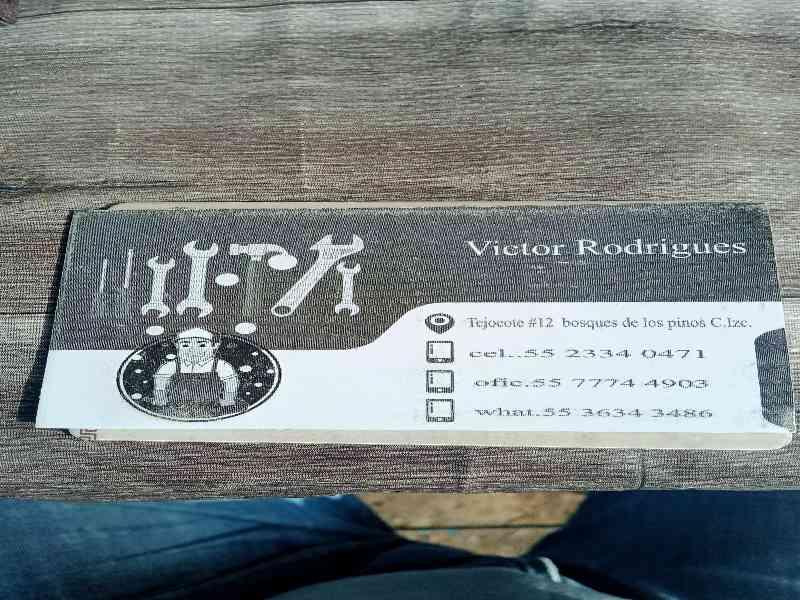 Victor Rodrigues
Tejocote #12 bosques de los pinos C.Izc.
cel..55 2334 0471
ofic.55 7774 4903
what.55 3634 3486